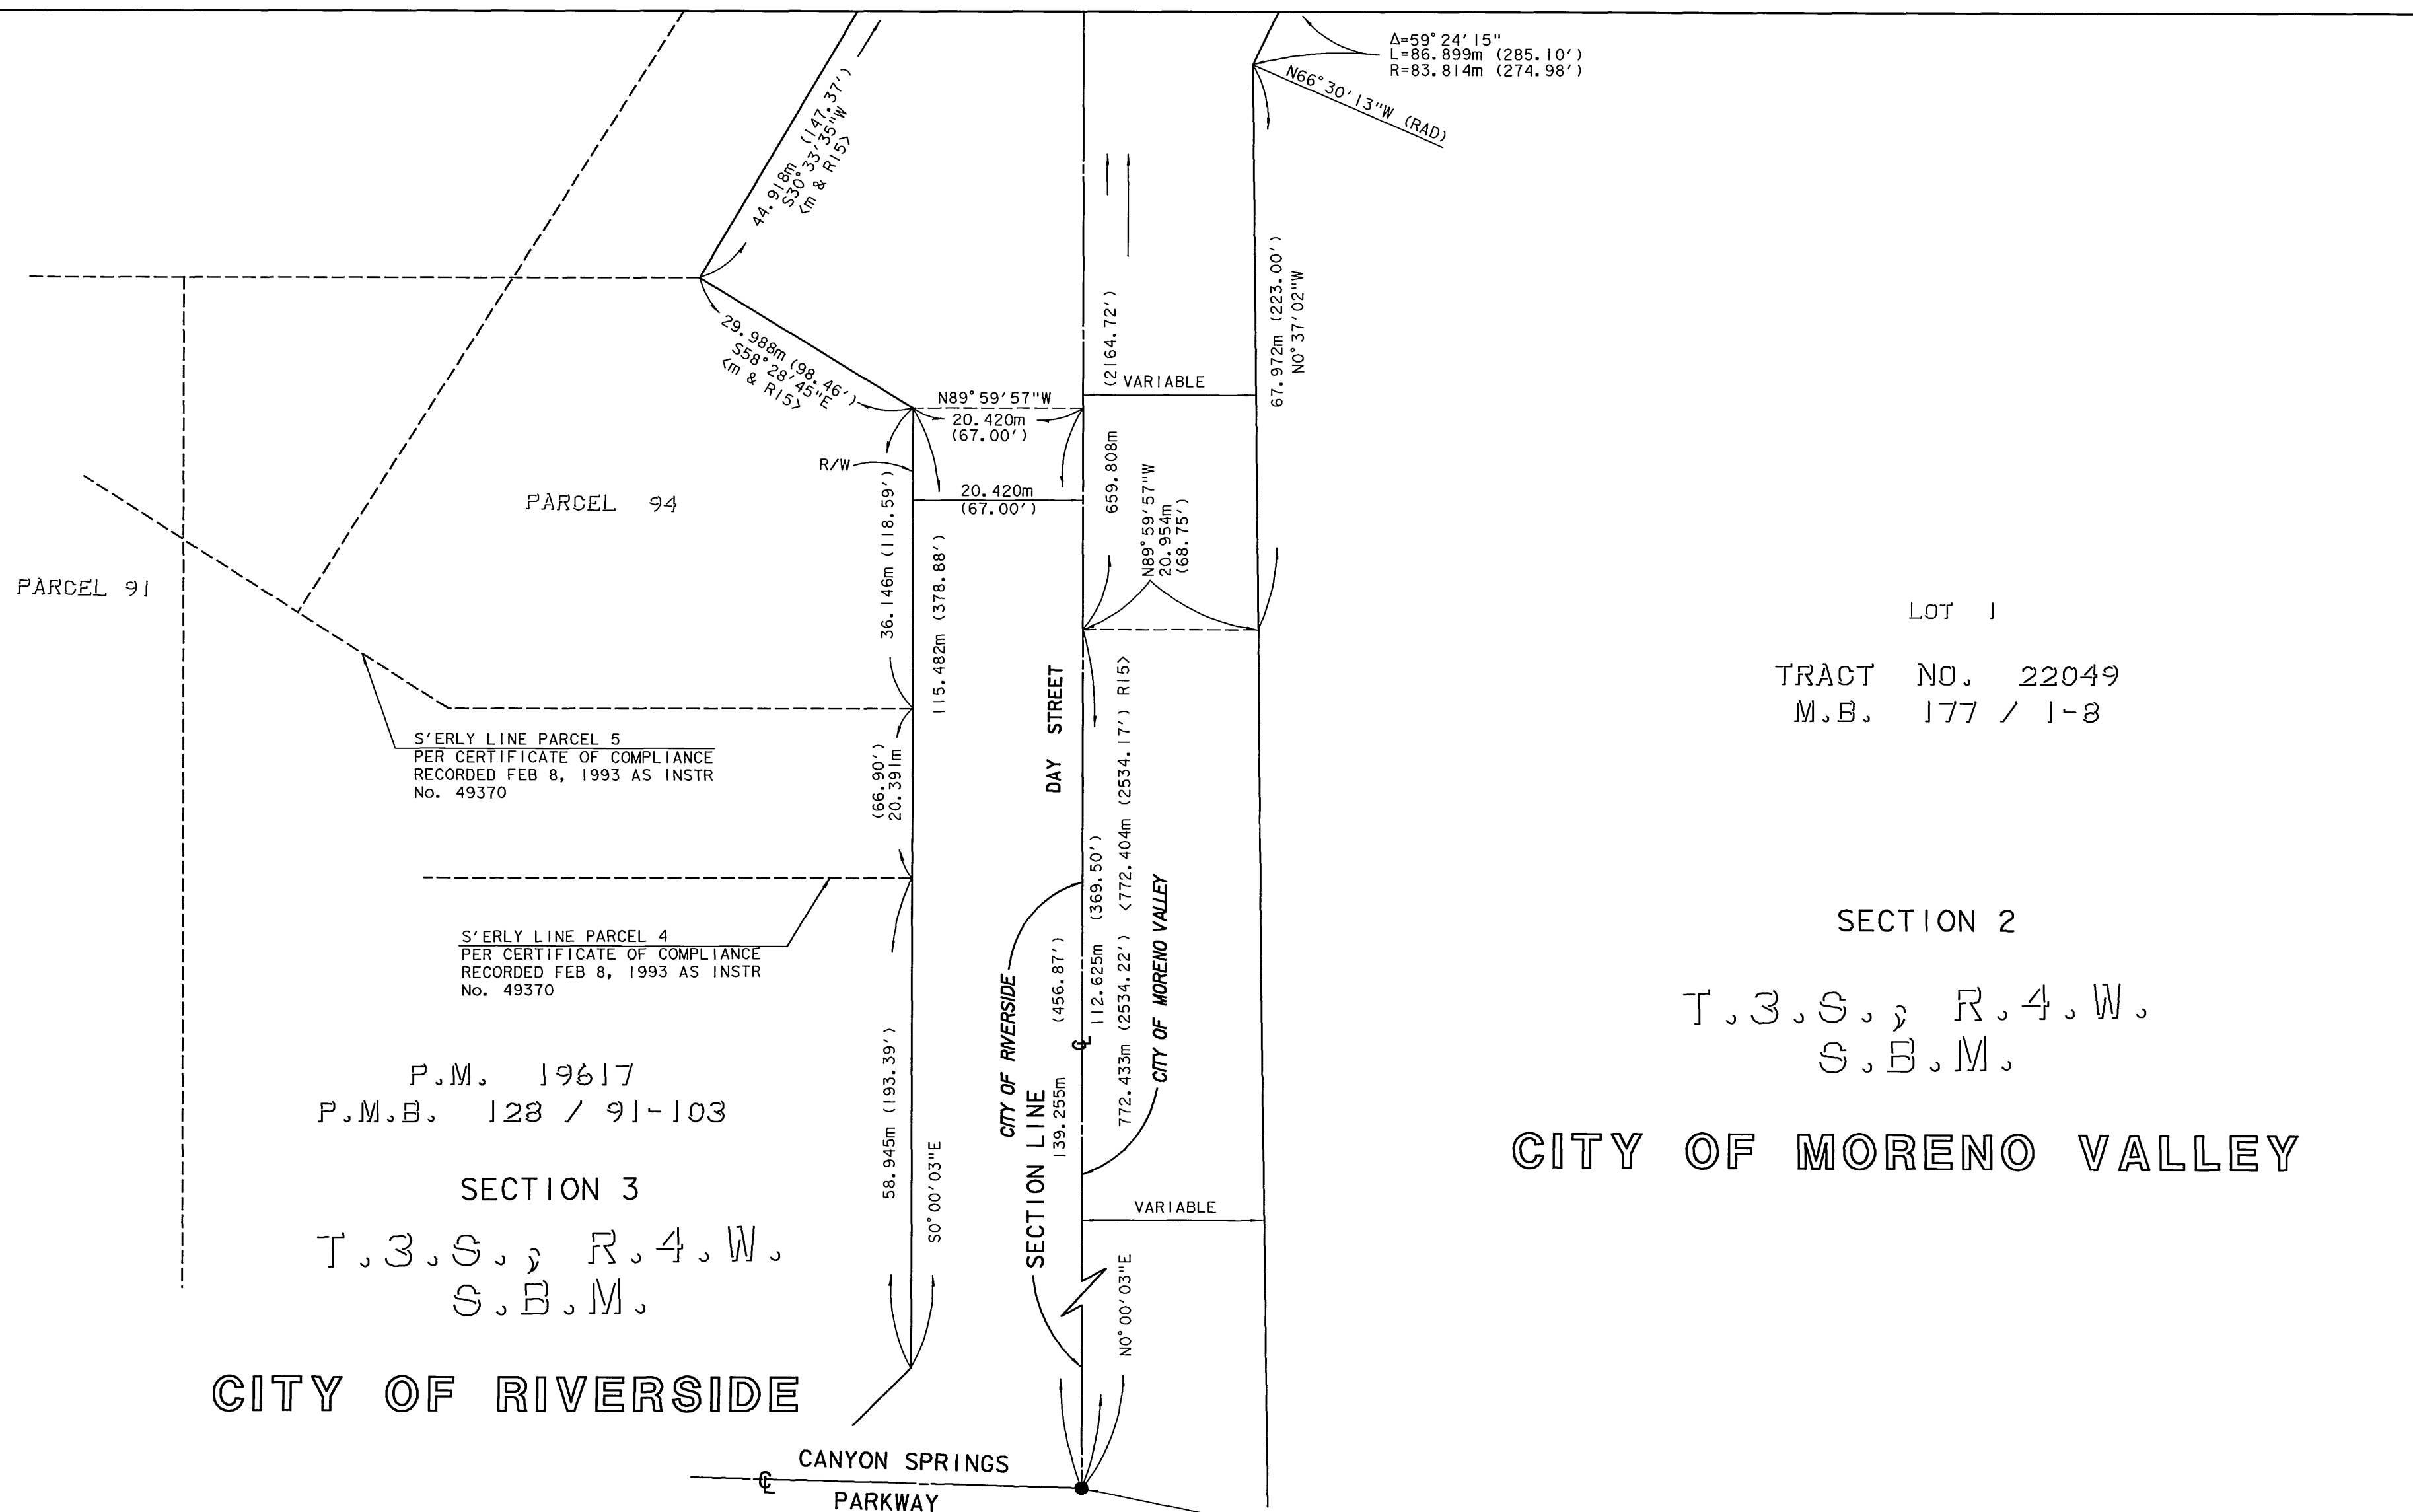 Δ=59°24'15"
L=86.899m (285.10')
R=83.814m (274.98')
N66°30'13"W (RAD)
44.918m (147.37')
S30°33'35"W
<m & R15>
29.988m (98.46')
S58°28'45"E
<m & R15>
N89°59'57"W
20.420m
(67.00')
R/W
20.420m
(67.00')
(2164.72')
659.808m
VARIABLE
67.972m (223.00')
N0°37'02"W
N89°59'57"W
20.954m
(68.75')
PARCEL 94
PARCEL 91
36.146m (118.59')
115.482m (378.88')
S'ERLY LINE PARCEL 5
PER CERTIFICATE OF COMPLIANCE
RECORDED FEB 8, 1993 AS INSTR
No. 49370
(66.90')
20.391m
DAY STREET
LOT 1
TRACT NO. 22049
M.B. 177 / 1-8
S'ERLY LINE PARCEL 4
PER CERTIFICATE OF COMPLIANCE
RECORDED FEB 8, 1993 AS INSTR
No. 49370
CITY OF RIVERSIDE
(456.87')
139.255m
112.625m (369.50')
772.433m (2534.22') <772.404m (2534.17') R15>
CITY OF MORENO VALLEY
SECTION 2
T.3.S., R.4.W.
S.B.M.
CITY OF MORENO VALLEY
58.945m (193.39')
S0°00'03"E
SECTION LINE
VARIABLE
N0°00'03"E
P.M. 19617
P.M.B. 128 / 91-103
SECTION 3
T.3.S., R.4.W.
S.B.M.
CITY OF RIVERSIDE
CANYON SPRINGS
PARKWAY